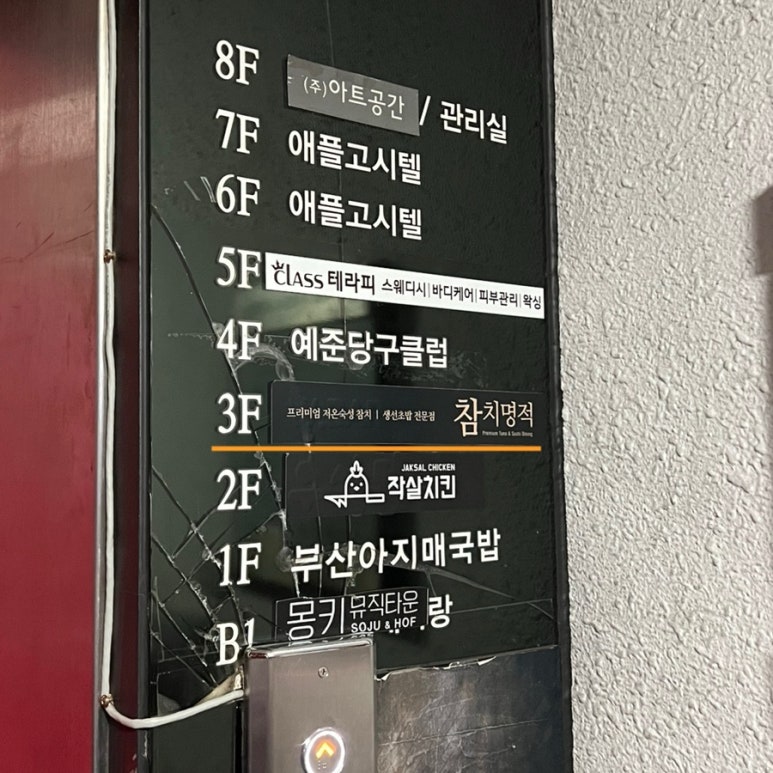 8F (주)아트공간 / 관리실
7F 애플고시텔
6F 애플고시텔
5F CLASS 테라피 스웨디시|바디케어|피부관리|왁싱
4F 예준당구클럽
3F 프리미엄 저온숙성 참치 | 생선초밥 전문점 참치명적
Premium Tuna & Sushi Dining
JAKSAL CHICKEN
2F 작살치킨
1F 부산아지매국밥
B1 몽키 뮤직타운 랑
SOJU & HOF